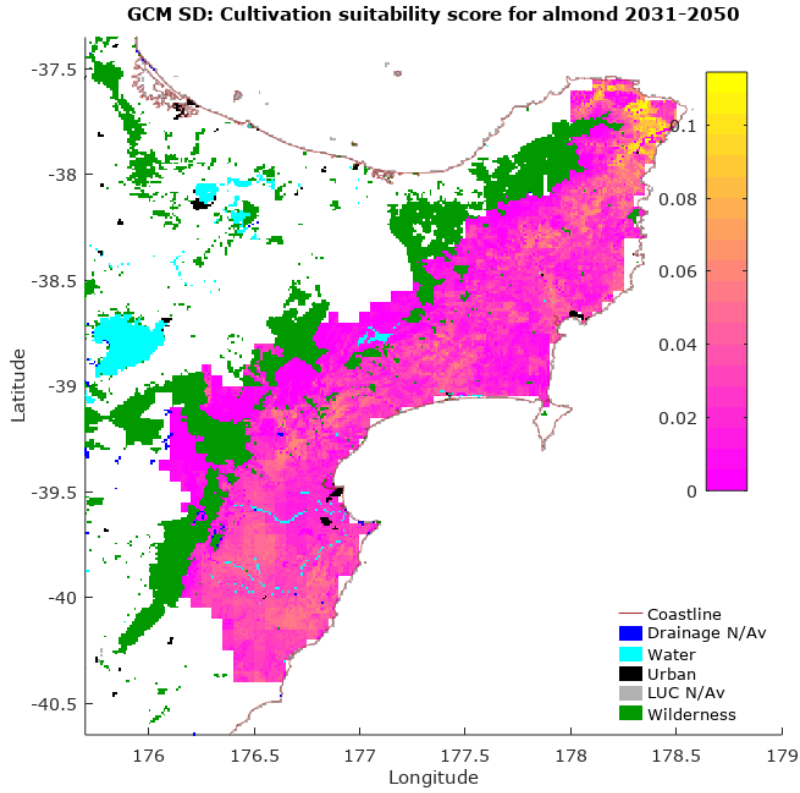 GCM SD: Cultivation suitability score for almond 2031-2050
-37.5
-38
-38.5
-39
-39.5
-40
-40.5
Latitude
176
176.5
177
177.5
178
178.5
179
Longitude
0.1
0.08
0.06
0.04
0.02
0
Coastline
Drainage N/Av
Water
Urban
LUC N/Av
Wilderness